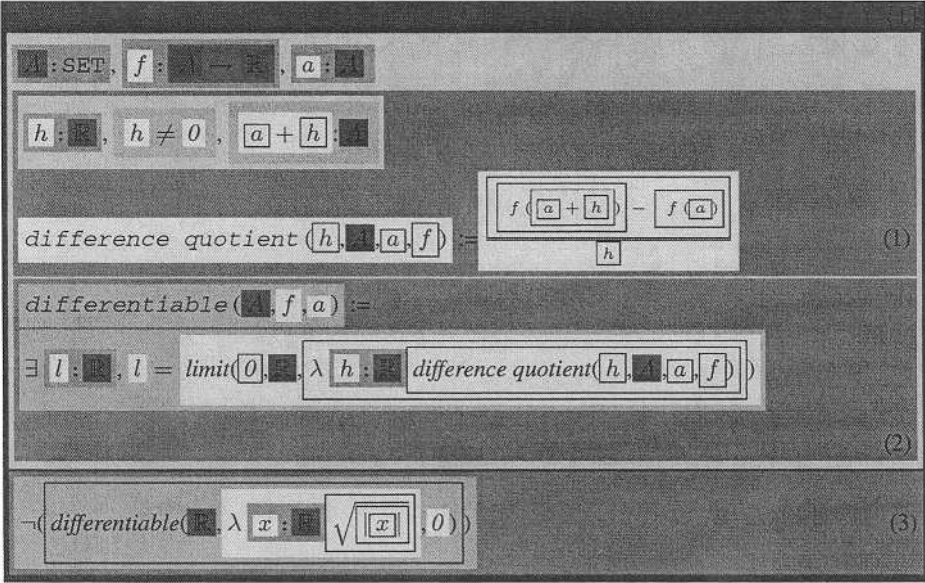 {1}
A : SET , f : A → ℝ , a : A
h : ℝ , h ≠ 0 , a + h : A
difference quotient ( h , A , a , f ) := f ( a + h ) − f ( a )
h
(1)
differentiable ( A , f , a ) :=
∃ l : ℝ , l = limit( 0 , ℝ , λ h : ℝ difference quotient( h , A , a , f ) )
(2)
¬( differentiable( ℝ , λ x : ℝ √ ‖ x ‖ , 0 ) ) (3)